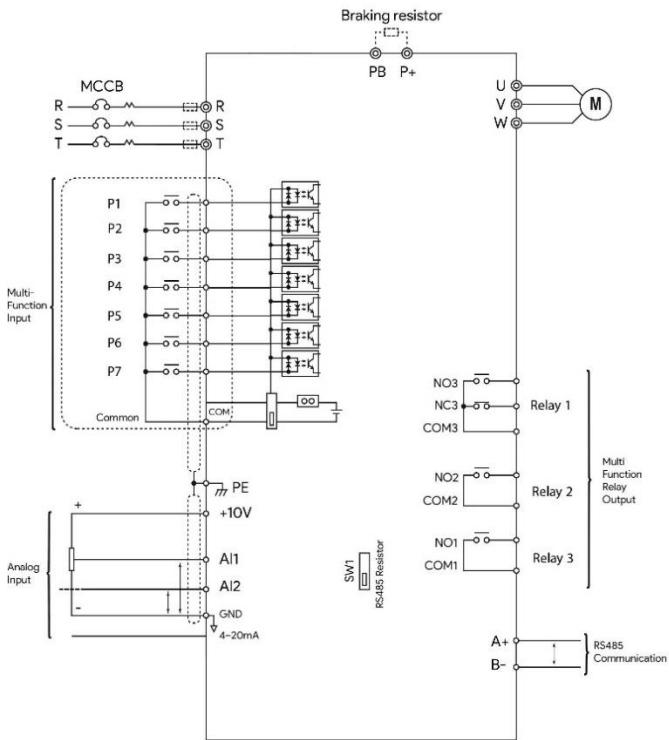 Braking resistor
PB P+
MCCB
R R
S S
T T
U
V
W
M
Multi-
Function
Input
P1
P2
P3
P4
P5
P6
P7
Common COM
PE
+10V
+
Analog
Input
AI1
AI2
-
GND
4~20mA
SW1
RS485 Resistor
NO3
NC3 Relay 1
COM3
NO2
COM2 Relay 2
NO1
COM1 Relay 3
Multi
Function
Relay
Output
A+
B-
RS485
Communication